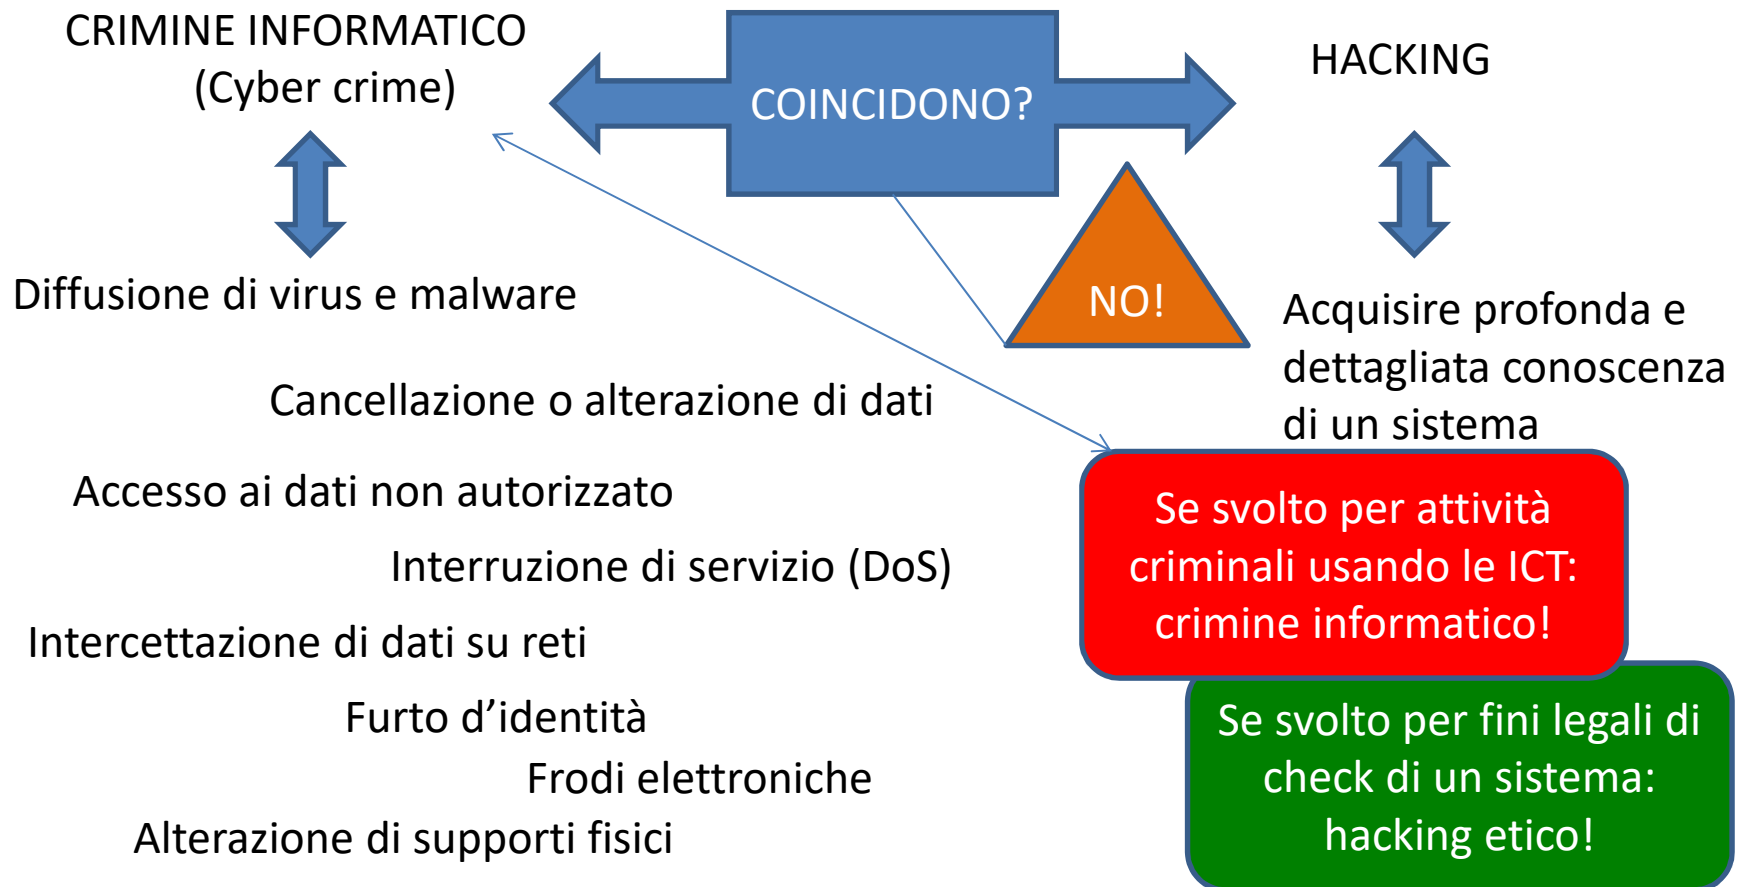 CRIMINE INFORMATICO
(Cyber crime)
COINCIDONO?
HACKING
NO!
Diffusione di virus e malware
Cancellazione o alterazione di dati
Accesso ai dati non autorizzato
Interruzione di servizio (DoS)
Intercettazione di dati su reti
Furto d’identità
Frodi elettroniche
Alterazione di supporti fisici
Acquisire profonda e
dettagliata conoscenza
di un sistema
Se svolto per attività
criminali usando le ICT:
crimine informatico!
Se svolto per fini legali di
check di un sistema:
hacking etico!